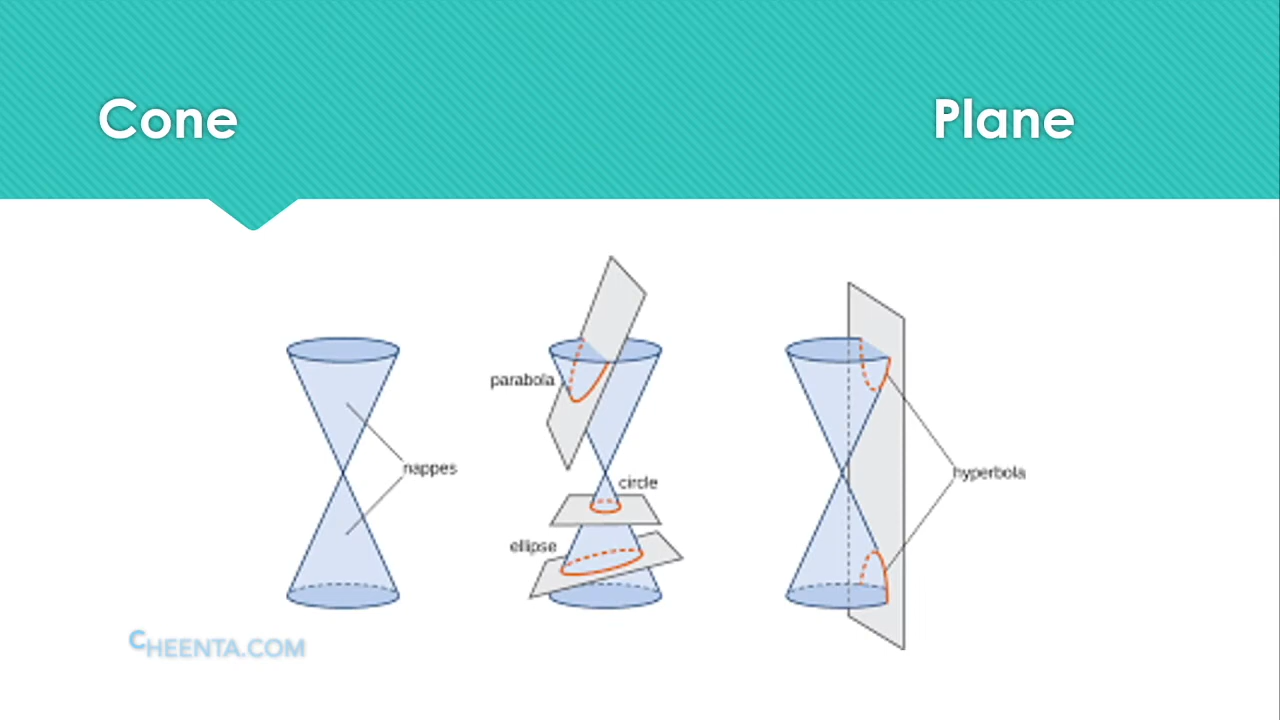 Cone
Plane
parabola
nappes
circle
hyperbola
ellipse
CHEENTA.COM